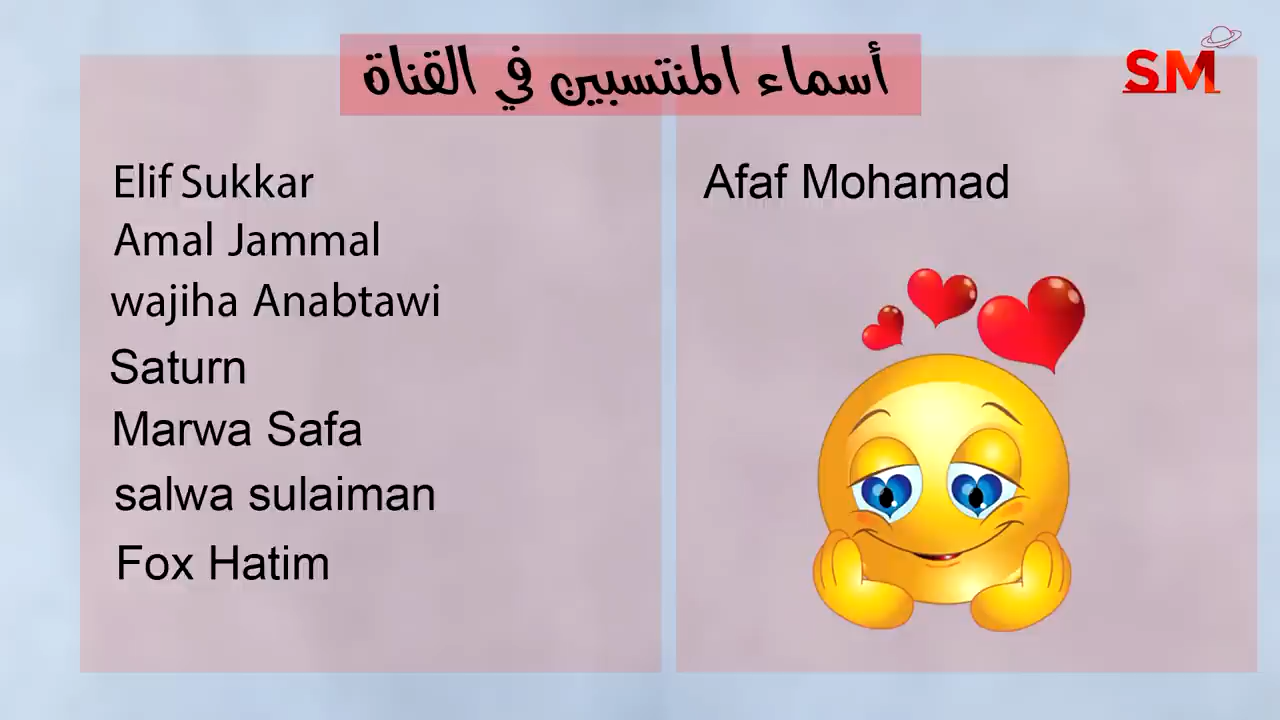 أسماء المنتسبين في القناة
SM
Elif Sukkar
Amal Jammal
wajiha Anabtawi
Saturn
Marwa Safa
salwa sulaiman
Fox Hatim
Afaf Mohamad